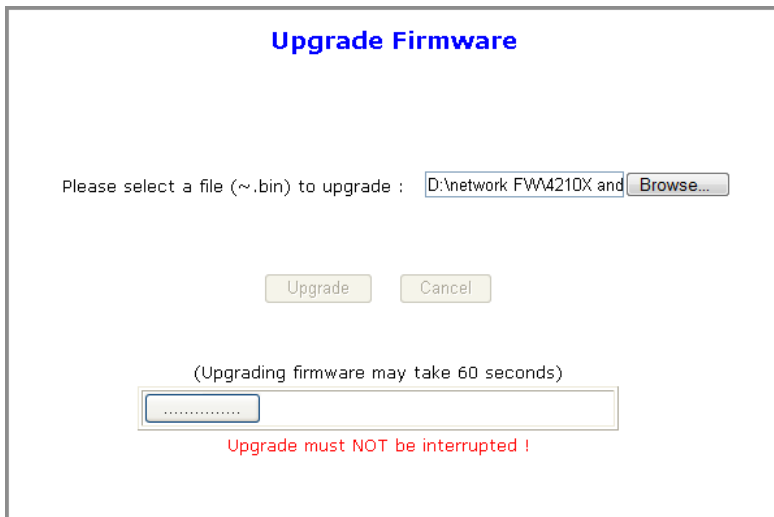 Upgrade Firmware
Please select a file (~.bin) to upgrade : D:\network FW\4210X and Browse...
Upgrade Cancel
(Upgrading firmware may take 60 seconds)
...............
Upgrade must NOT be interrupted !